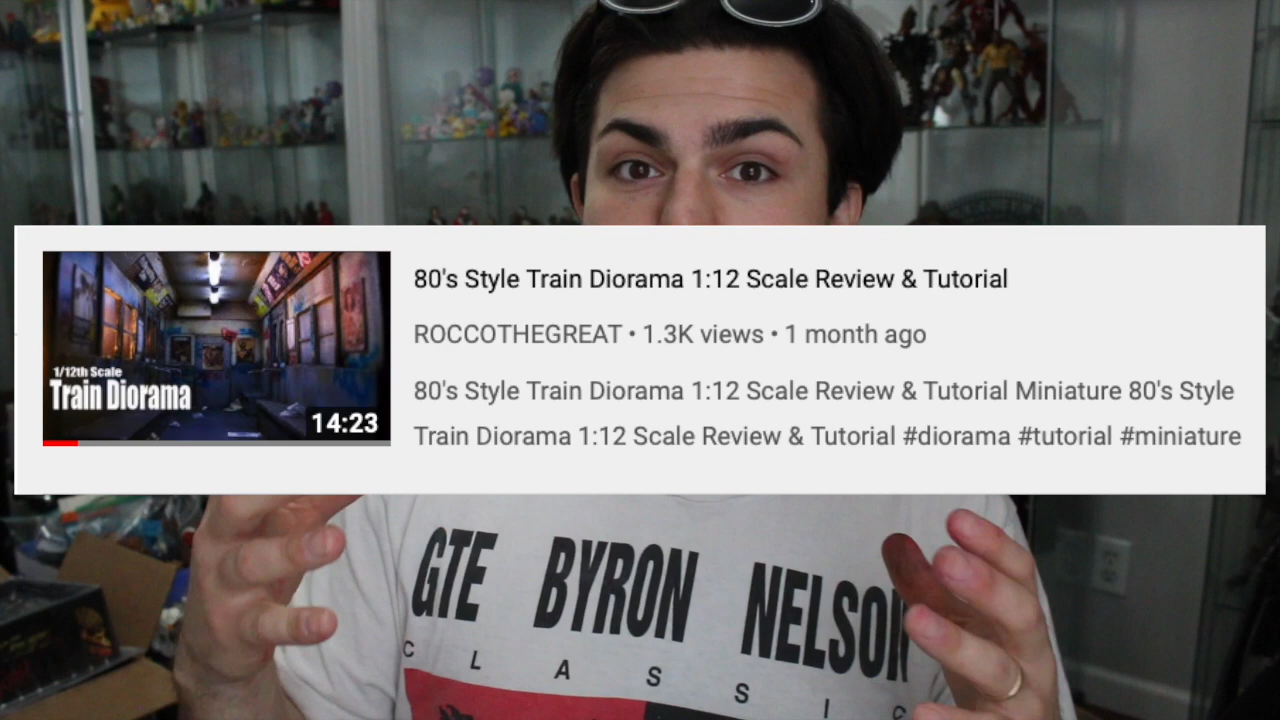 80's Style Train Diorama 1:12 Scale Review & Tutorial
ROCCOTHEGREAT • 1.3K views • 1 month ago
80's Style Train Diorama 1:12 Scale Review & Tutorial Miniature 80's Style
Train Diorama 1:12 Scale Review & Tutorial #diorama #tutorial #miniature
1/12th Scale
Train Diorama
14:23
GTE BYRON NELSON
CLASSIC